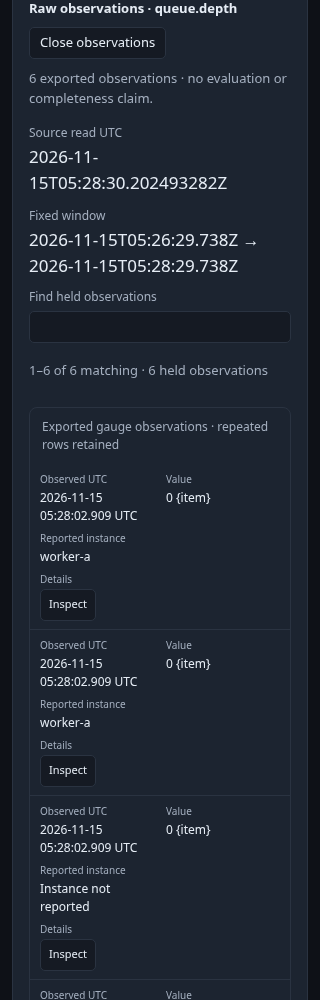 Raw observations · queue.depth
Close observations
6 exported observations · no evaluation or
completeness claim.
Source read UTC
2026-11-
15T05:28:30.202493282Z
Fixed window
2026-11-15T05:26:29.738Z →
2026-11-15T05:28:29.738Z
Find held observations
1–6 of 6 matching · 6 held observations
Exported gauge observations · repeated
rows retained
Observed UTC
Value
2026-11-15
05:28:02.909 UTC
0 {item}
Reported instance
worker-a
Details
Inspect
Observed UTC
Value
2026-11-15
05:28:02.909 UTC
0 {item}
Reported instance
worker-a
Details
Inspect
Observed UTC
Value
2026-11-15
05:28:02.909 UTC
0 {item}
Reported instance
Instance not
reported
Details
Inspect
Observed UTC
Value